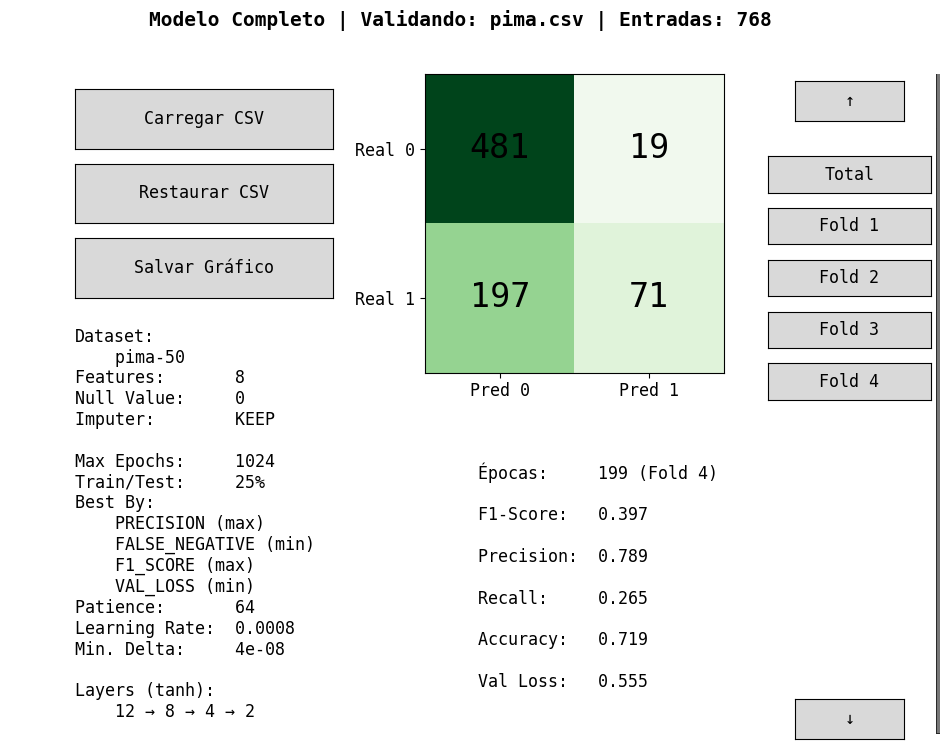 Modelo Completo | Validando: pima.csv | Entradas: 768
Carregar CSV
Restaurar CSV
Salvar Gráfico
Dataset:
    pima-50
Features:       8
Null Value:     0
Imputer:        KEEP
Max Epochs:     1024
Train/Test:     25%
Best By:
    PRECISION (max)
    FALSE_NEGATIVE (min)
    F1_SCORE (max)
    VAL_LOSS (min)
Patience:       64
Learning Rate:  0.0008
Min. Delta:     4e-08
Layers (tanh):
    12 → 8 → 4 → 2
Real 0 481 19
Real 1 197 71
Pred 0 Pred 1
Épocas:     199 (Fold 4)
F1-Score:   0.397
Precision:  0.789
Recall:     0.265
Accuracy:   0.719
Val Loss:   0.555
↑
Total
Fold 1
Fold 2
Fold 3
Fold 4
↓